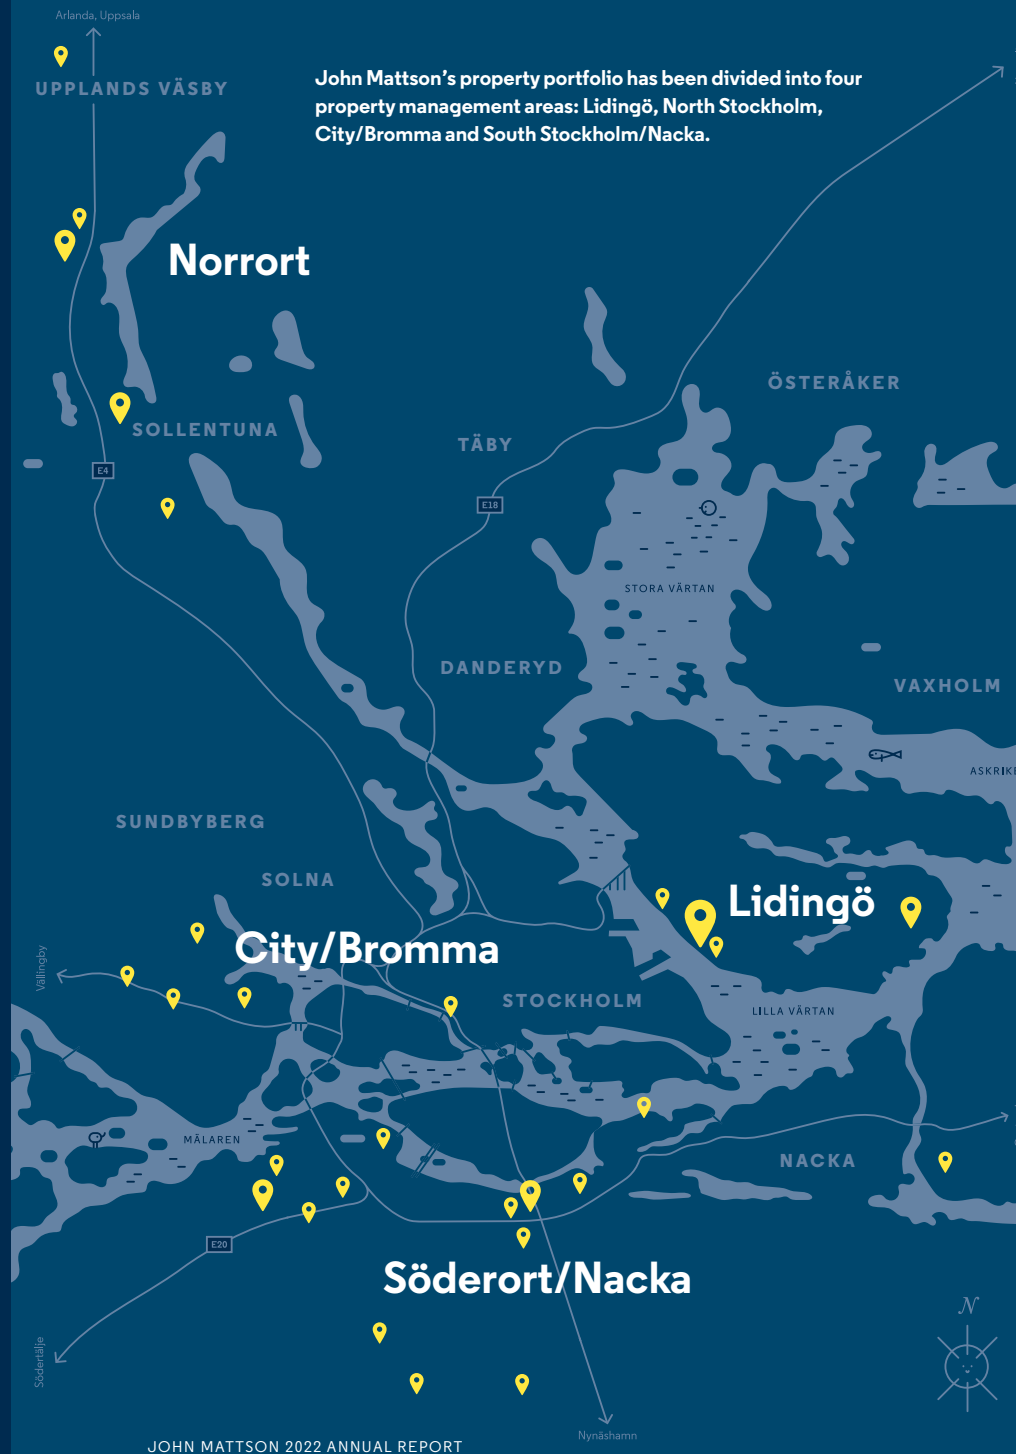 Arlanda, Uppsala
UPPLANDS VÄSBY
John Mattson's property portfolio has been divided into four
property management areas: Lidingö, North Stockholm,
City/Bromma and South Stockholm/Nacka.
Norrort
ÖSTERÅKER
SOLLENTUNA
TÄBY
E4
E18
STORA VÄRTAN
DANDERYD
VAXHOLM
ASKRIKE
SUNDBYBERG
SOLNA
Lidingö
City/Bromma
Vällingby
STOCKHOLM
LILLA VÄRTAN
MÄLAREN
NACKA
E20
Söderort/Nacka
N
Södertälje
Nynäshamn
JOHN MATTSON 2022 ANNUAL REPORT